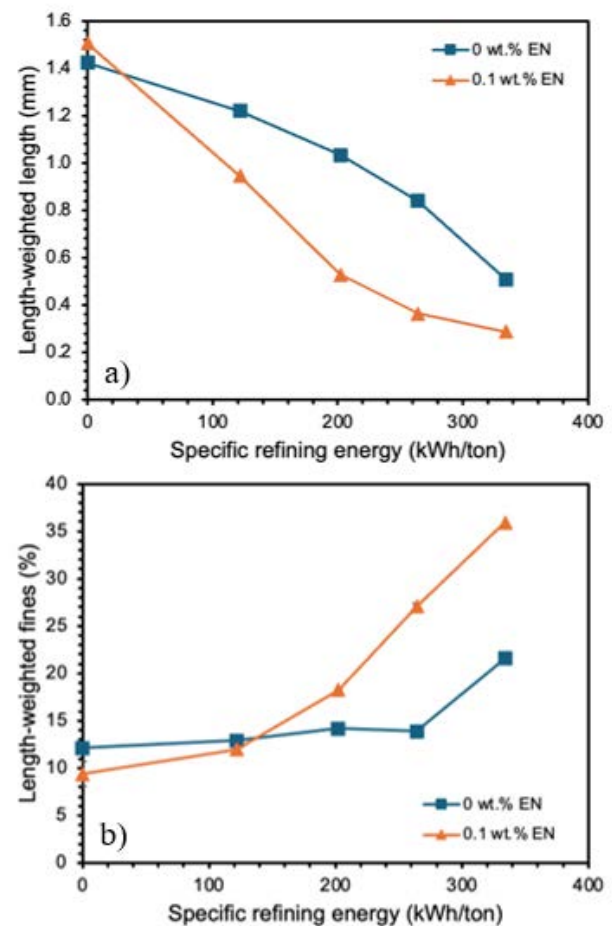 1.6
1.4
1.2
1.0
0.8
0.6
0.4
0.2
0.0
Length-weighted length (mm)
0 wt.% EN
0.1 wt.% EN
a)
0 100 200 300 400
Specific refining energy (kWh/ton)
40
35
30
25
20
15
10
5
0
Length-weighted fines (%)
0 wt.% EN
0.1 wt.% EN
b)
0 100 200 300 400
Specific refining energy (kWh/ton)